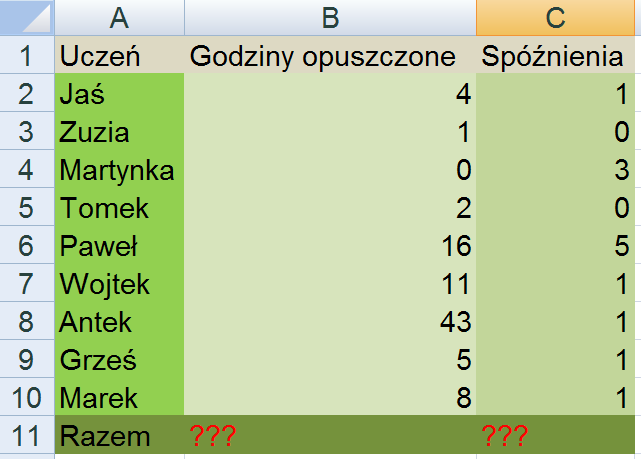 A B C
1 Uczeń Godziny opuszczone Spóźnienia
2 Jaś 4 1
3 Zuzia 1 0
4 Martynka 0 3
5 Tomek 2 0
6 Paweł 16 5
7 Wojtek 11 1
8 Antek 43 1
9 Grześ 5 1
10 Marek 8 1
11 Razem ??? ???